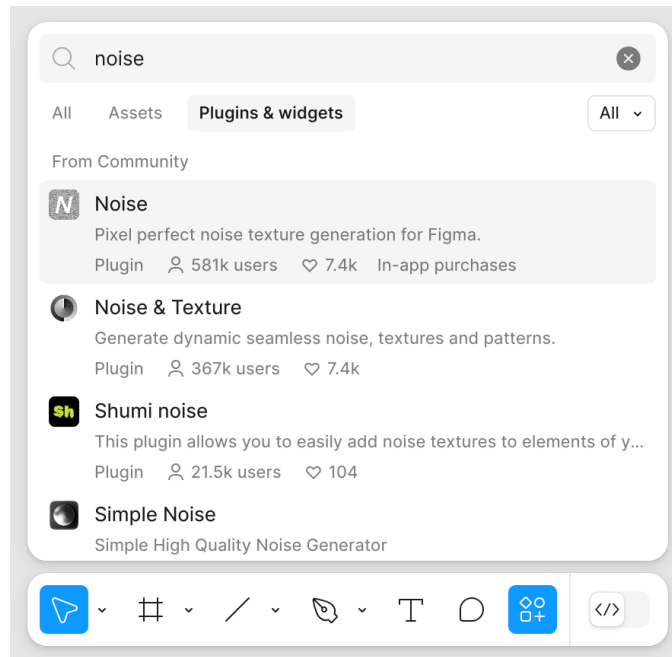 noise
All Assets Plugins & widgets All
From Community
N Noise
Pixel perfect noise texture generation for Figma.
Plugin 581k users 7.4k In-app purchases
Noise & Texture
Generate dynamic seamless noise, textures and patterns.
Plugin 367k users 7.4k
Sh Shumi noise
This plugin allows you to easily add noise textures to elements of y...
Plugin 21.5k users 104
Simple Noise
Simple High Quality Noise Generator
T </>